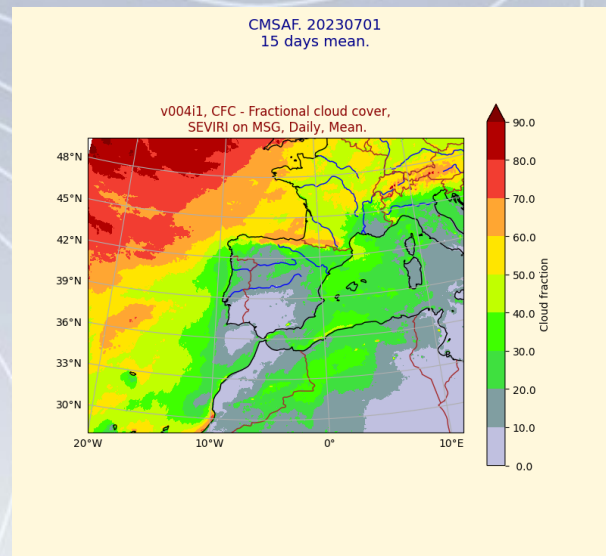 CMSAF. 20230701
15 days mean.
v004i1, CFC - Fractional cloud cover,
SEVIRI on MSG, Daily, Mean.
48°N
45°N
42°N
39°N
36°N
33°N
30°N
20°W
10°W
0°
10°E
90.0
80.0
70.0
60.0
50.0
40.0
30.0
20.0
10.0
0.0
Cloud fraction